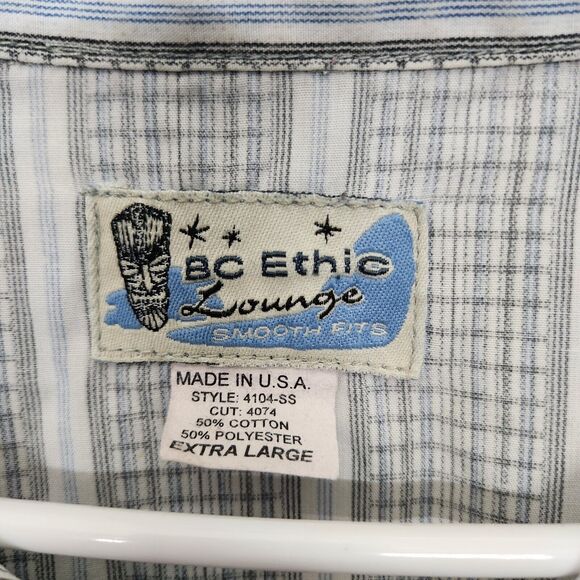 BC Ethic
Lounge
SMOOTH FITS
MADE IN U.S.A.
STYLE: 4104-SS
CUT: 4074
50% COTTON
50% POLYESTER
EXTRA LARGE